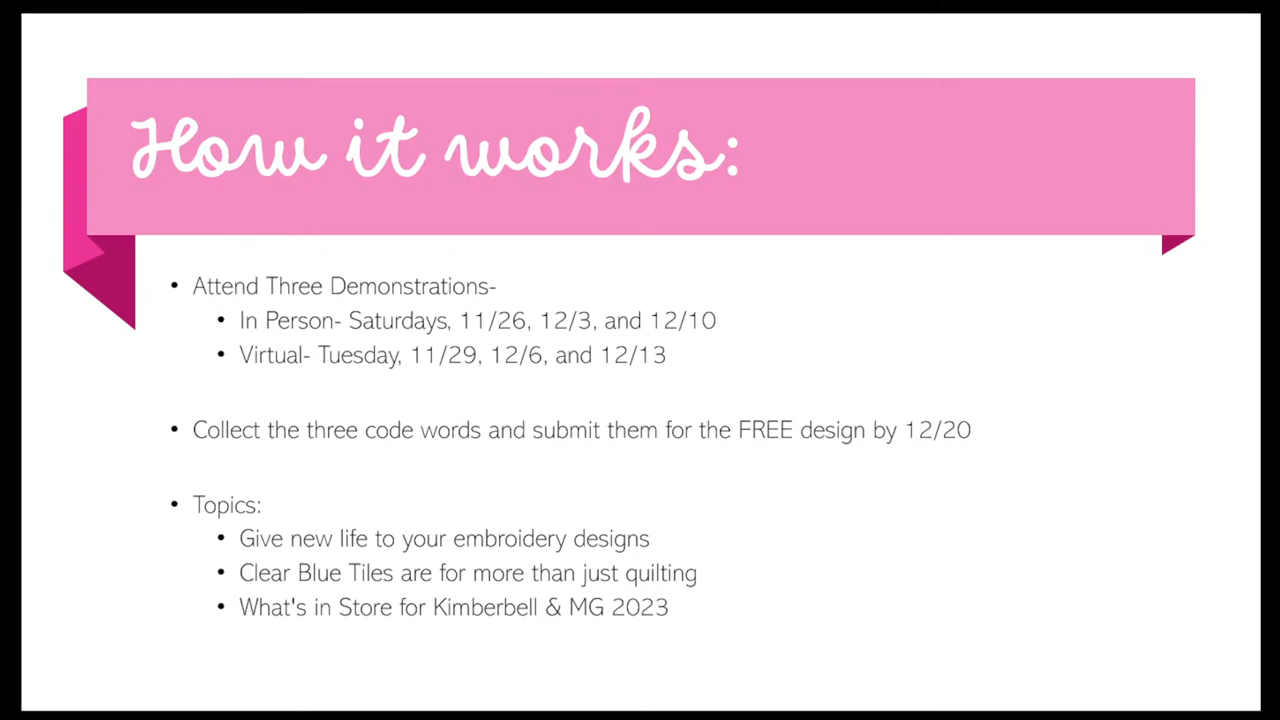 How it works:
• Attend Three Demonstrations-
• In Person- Saturdays, 11/26, 12/3, and 12/10
• Virtual- Tuesday, 11/29, 12/6, and 12/13
• Collect the three code words and submit them for the FREE design by 12/20
• Topics:
• Give new life to your embroidery designs
• Clear Blue Tiles are for more than just quilting
• What's in Store for Kimberbell & MG 2023